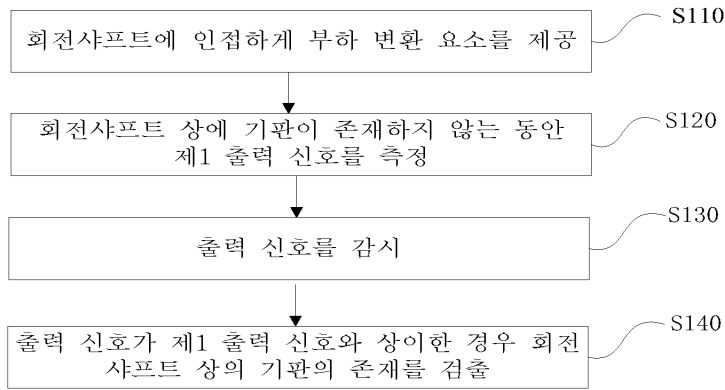 회전샤프트에 인접하게 부하 변환 요소를 제공
S110
회전샤프트 상에 기판이 존재하지 않는 동안
제1 출력 신호를 측정
S120
출력 신호를 감시
S130
출력 신호가 제1 출력 신호와 상이한 경우 회전
샤프트 상의 기판의 존재를 검출
S140